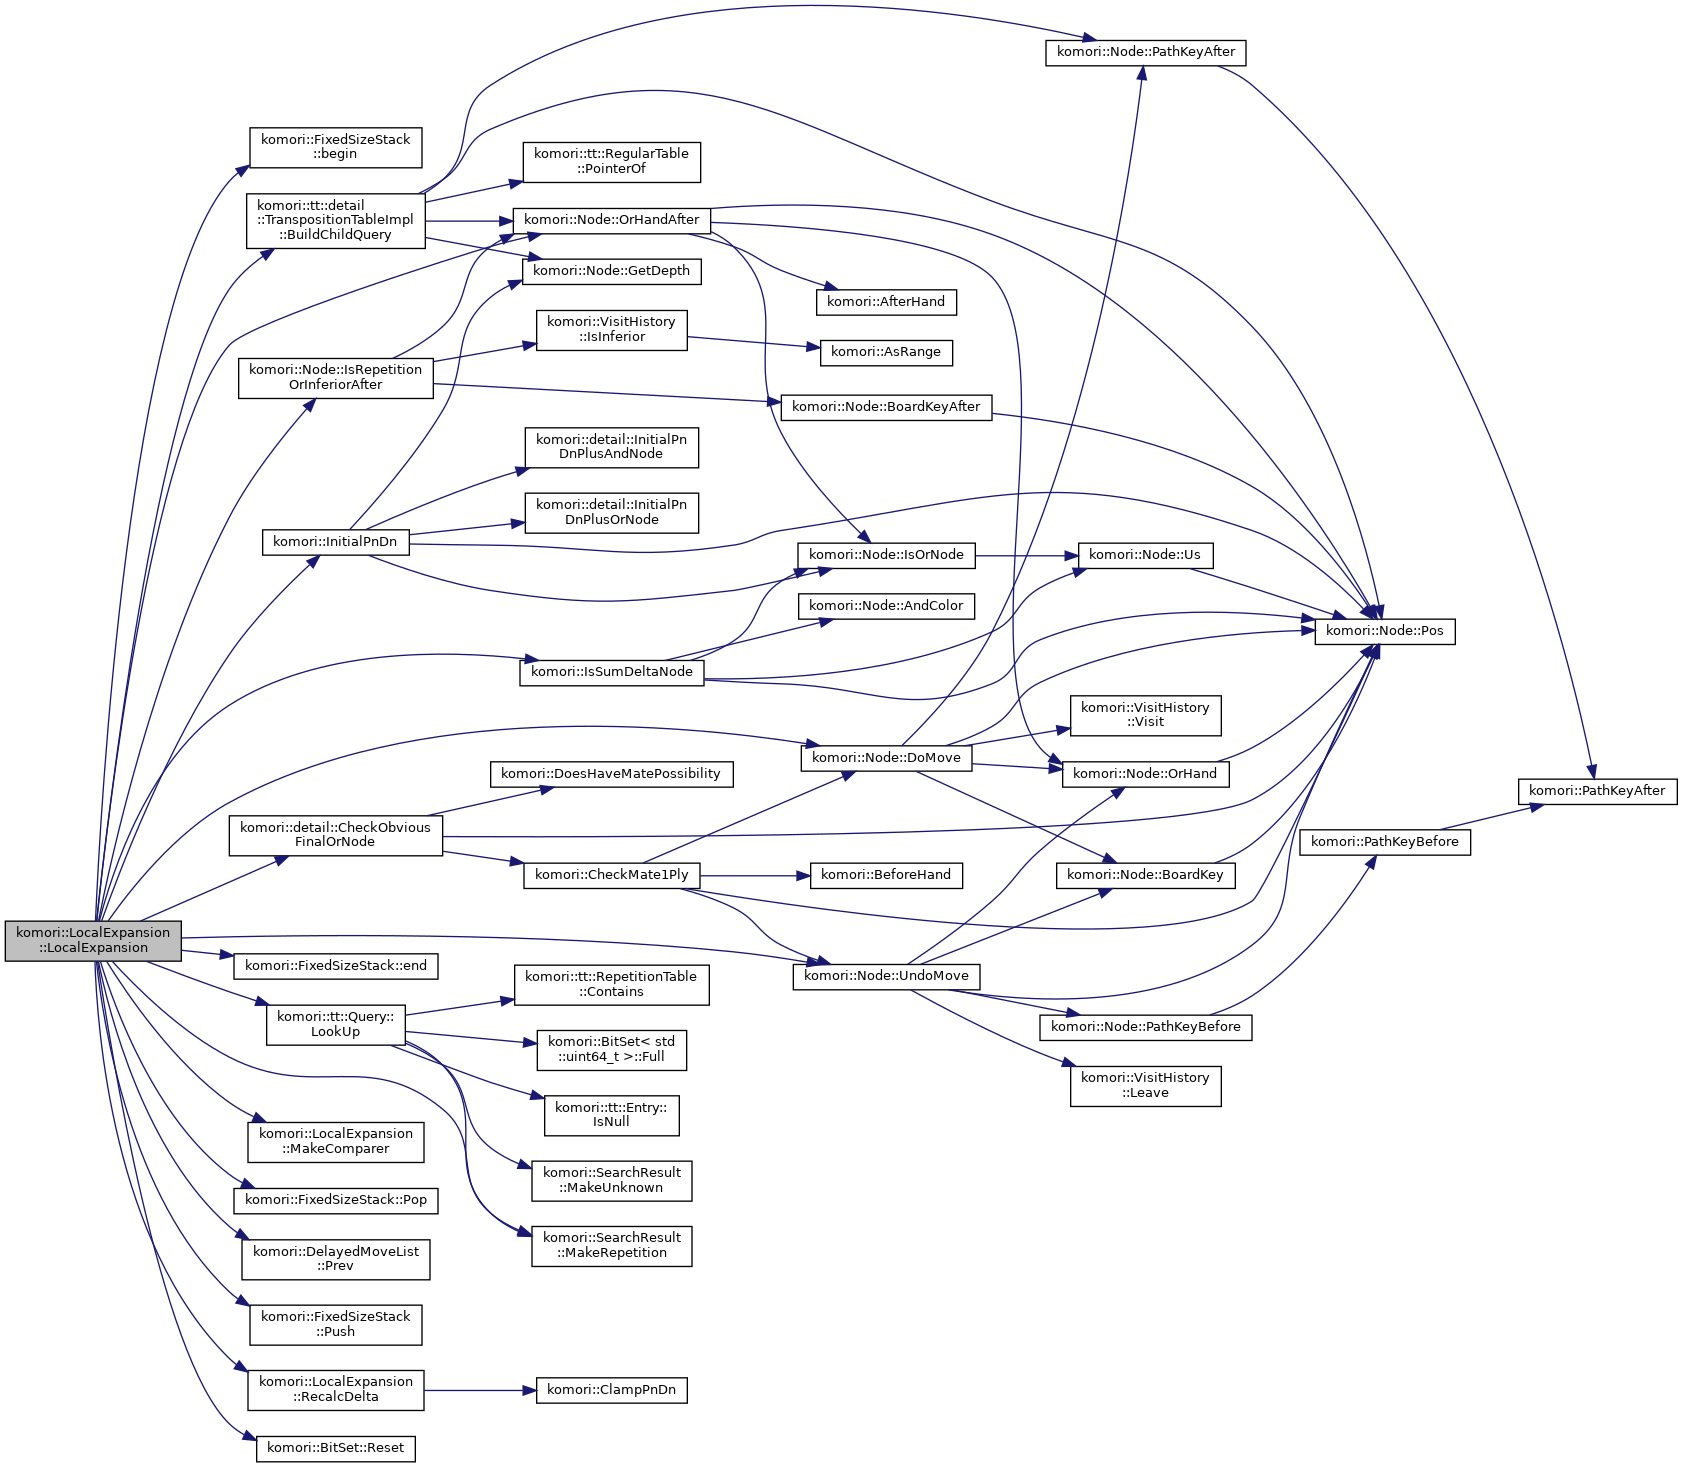 komori::Node::PathKeyAfter
komori::FixedSizeStack
::begin
komori::tt::RegularTable
::PointerOf
komori::tt::detail
::TranspositionTableImpl
::BuildChildQuery
komori::Node::OrHandAfter
komori::Node::GetDepth
komori::AfterHand
komori::VisitHistory
::IsInferior
komori::AsRange
komori::Node::IsRepetition
OrInferiorAfter
komori::Node::BoardKeyAfter
komori::detail::InitialPn
DnPlusAndNode
komori::detail::InitialPn
DnPlusOrNode
komori::InitialPnDn
komori::Node::IsOrNode
komori::Node::Us
komori::Node::AndColor
komori::Node::Pos
komori::IsSumDeltaNode
komori::VisitHistory
::Visit
komori::Node::DoMove
komori::Node::OrHand
komori::DoesHaveMatePossibility
komori::PathKeyAfter
komori::detail::CheckObvious
FinalOrNode
komori::PathKeyBefore
komori::CheckMate1Ply
komori::BeforeHand
komori::Node::BoardKey
komori::LocalExpansion
::LocalExpansion
komori::FixedSizeStack::end
komori::Node::UndoMove
komori::tt::RepetitionTable
::Contains
komori::tt::Query::
LookUp
komori::Node::PathKeyBefore
komori::BitSet< std
::uint64_t >::Full
komori::VisitHistory
::Leave
komori::tt::Entry::
IsNull
komori::LocalExpansion
::MakeComparer
komori::SearchResult
::MakeUnknown
komori::FixedSizeStack::Pop
komori::SearchResult
::MakeRepetition
komori::DelayedMoveList
::Prev
komori::FixedSizeStack
::Push
komori::LocalExpansion
::RecalcDelta
komori::ClampPnDn
komori::BitSet::Reset